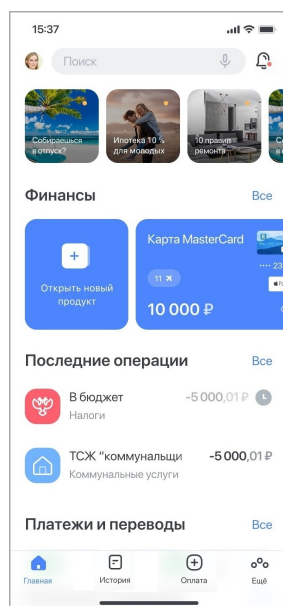 15:37
Поиск
Собираешься
в отпуск?
Ипотека 10 %
для молодых
10 правил
ремонта
Финансы
Все
Открыть новый
продукт
Карта MasterCard
•••• 23
11
10 000 ₽
Последние операции
Все
В бюджет
-5 000,01 ₽
Налоги
ТСЖ "коммунальщи
-5 000,01 ₽
Коммунальные услуги
Платежи и переводы
Все
Главная
История
Оплата
Ещё